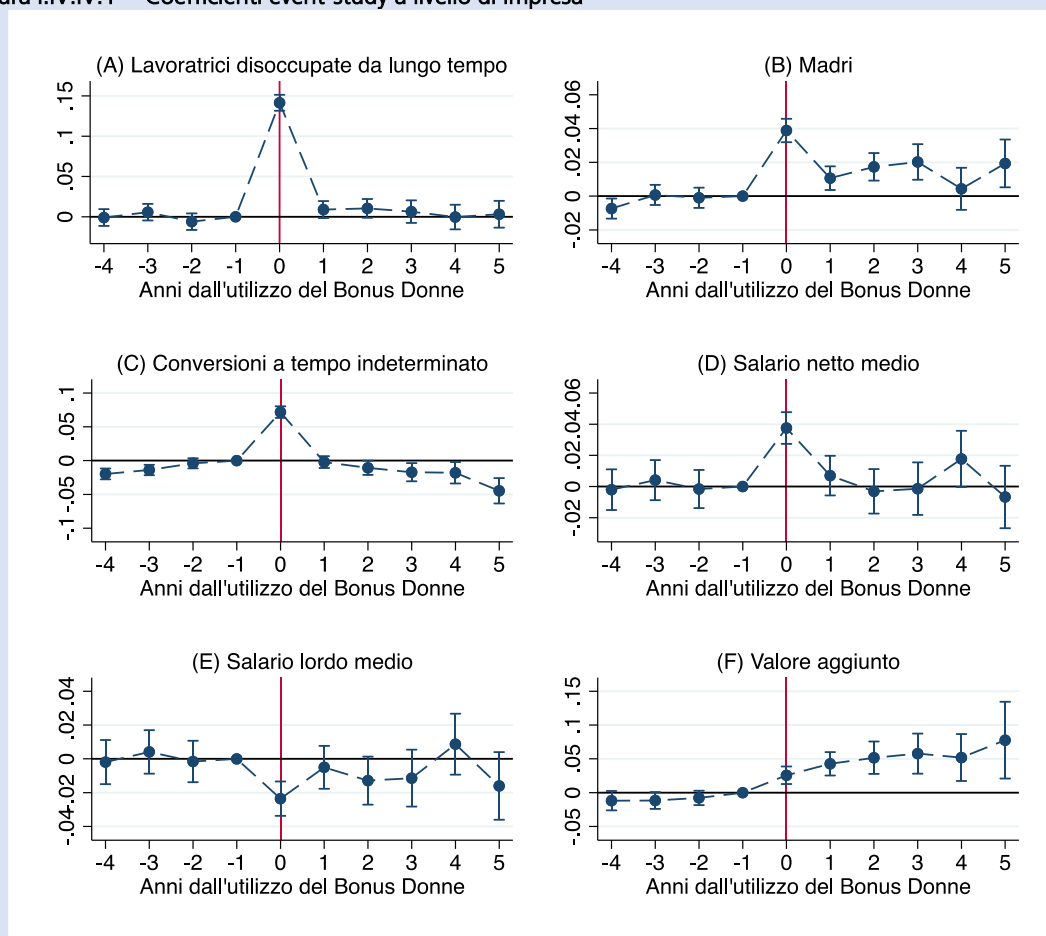 Coefficienti event-study a livello di impresa
(A) Lavoratrici disoccupate da lungo tempo
.15
.1
.05
0
-4 -3 -2 -1 0 1 2 3 4 5
Anni dall'utilizzo del Bonus Donne
(B) Madri
.06
.04
.02
0
-.02
-4 -3 -2 -1 0 1 2 3 4 5
Anni dall'utilizzo del Bonus Donne
(C) Conversioni a tempo indeterminato
.1
.05
0
-.05
-.1
-4 -3 -2 -1 0 1 2 3 4 5
Anni dall'utilizzo del Bonus Donne
(D) Salario netto medio
.06
.04
.02
0
-.02
-4 -3 -2 -1 0 1 2 3 4 5
Anni dall'utilizzo del Bonus Donne
(E) Salario lordo medio
.04
.02
0
-.02
-.04
-4 -3 -2 -1 0 1 2 3 4 5
Anni dall'utilizzo del Bonus Donne
(F) Valore aggiunto
.15
.1
.05
0
-.05
-4 -3 -2 -1 0 1 2 3 4 5
Anni dall'utilizzo del Bonus Donne